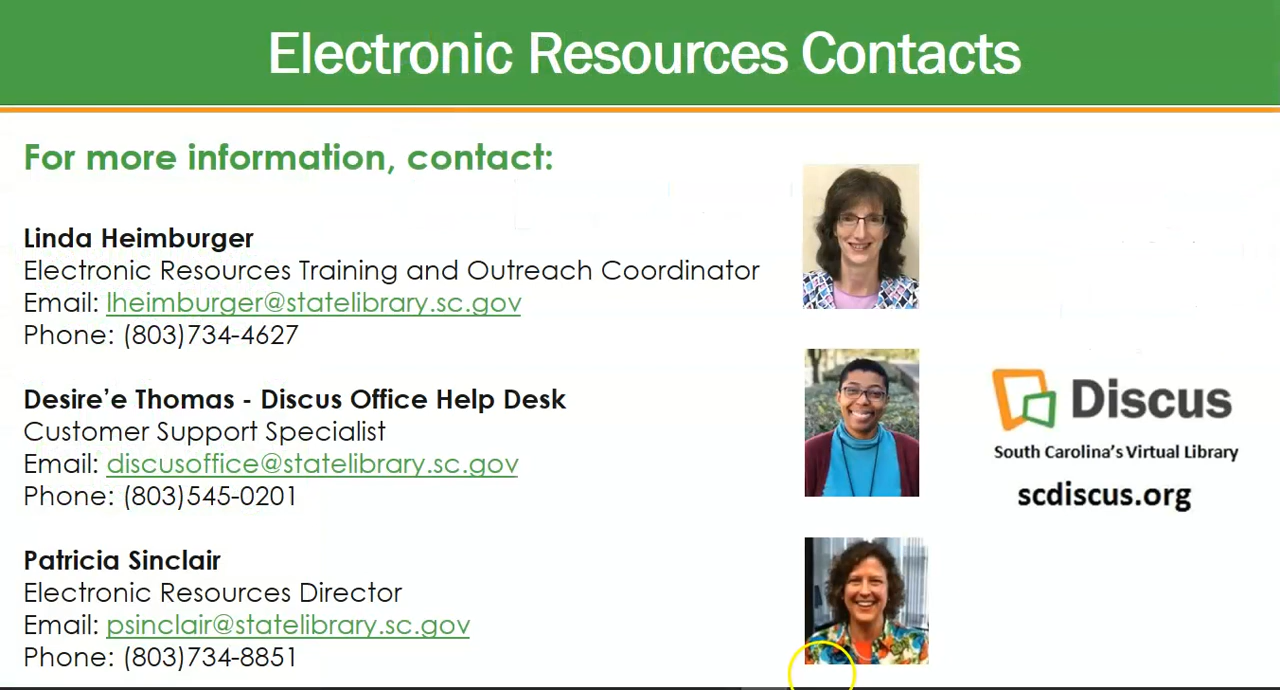 Electronic Resources Contacts
For more information, contact:
Linda Heimburger
Electronic Resources Training and Outreach Coordinator
Email: lheimburger@statelibrary.sc.gov
Phone: (803)734-4627
Desire’e Thomas - Discus Office Help Desk
Customer Support Specialist
Email: discusoffice@statelibrary.sc.gov
Phone: (803)545-0201
Patricia Sinclair
Electronic Resources Director
Email: psinclair@statelibrary.sc.gov
Phone: (803)734-8851
Discus
South Carolina’s Virtual Library
scdiscus.org